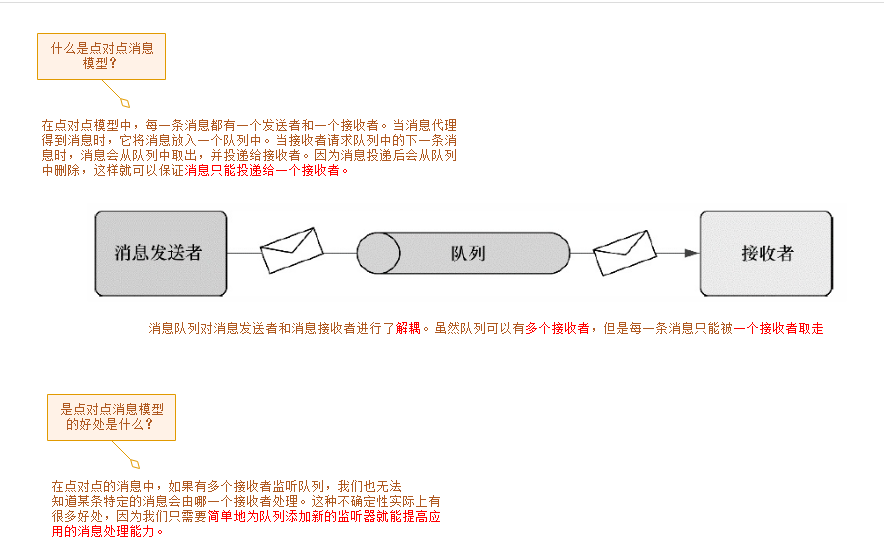 什么是点对点消息
模型？
在点对点模型中，每一条消息都有一个发送者和一个接收者。当消息代理
得到消息时，它将消息放入一个队列中。当接收者请求队列中的下一条消
息时，消息会从队列中取出，并投递给接收者。因为消息投递后会从队列
中删除，这样就可以保证消息只能投递给一个接收者。
消息发送者
队列
接收者
消息队列对消息发送者和消息接收者进行了解耦。虽然队列可以有多个接收者，但是每一条消息只能被一个接收者取走
是点对点消息模型
的好处是什么？
在点对点的消息中，如果有多个接收者监听队列，我们也无法
知道某条特定的消息会由哪一个接收者处理。这种不确定性实际上有
很多好处，因为我们只需要简单地为队列添加新的监听器就能提高应
用的消息处理能力。